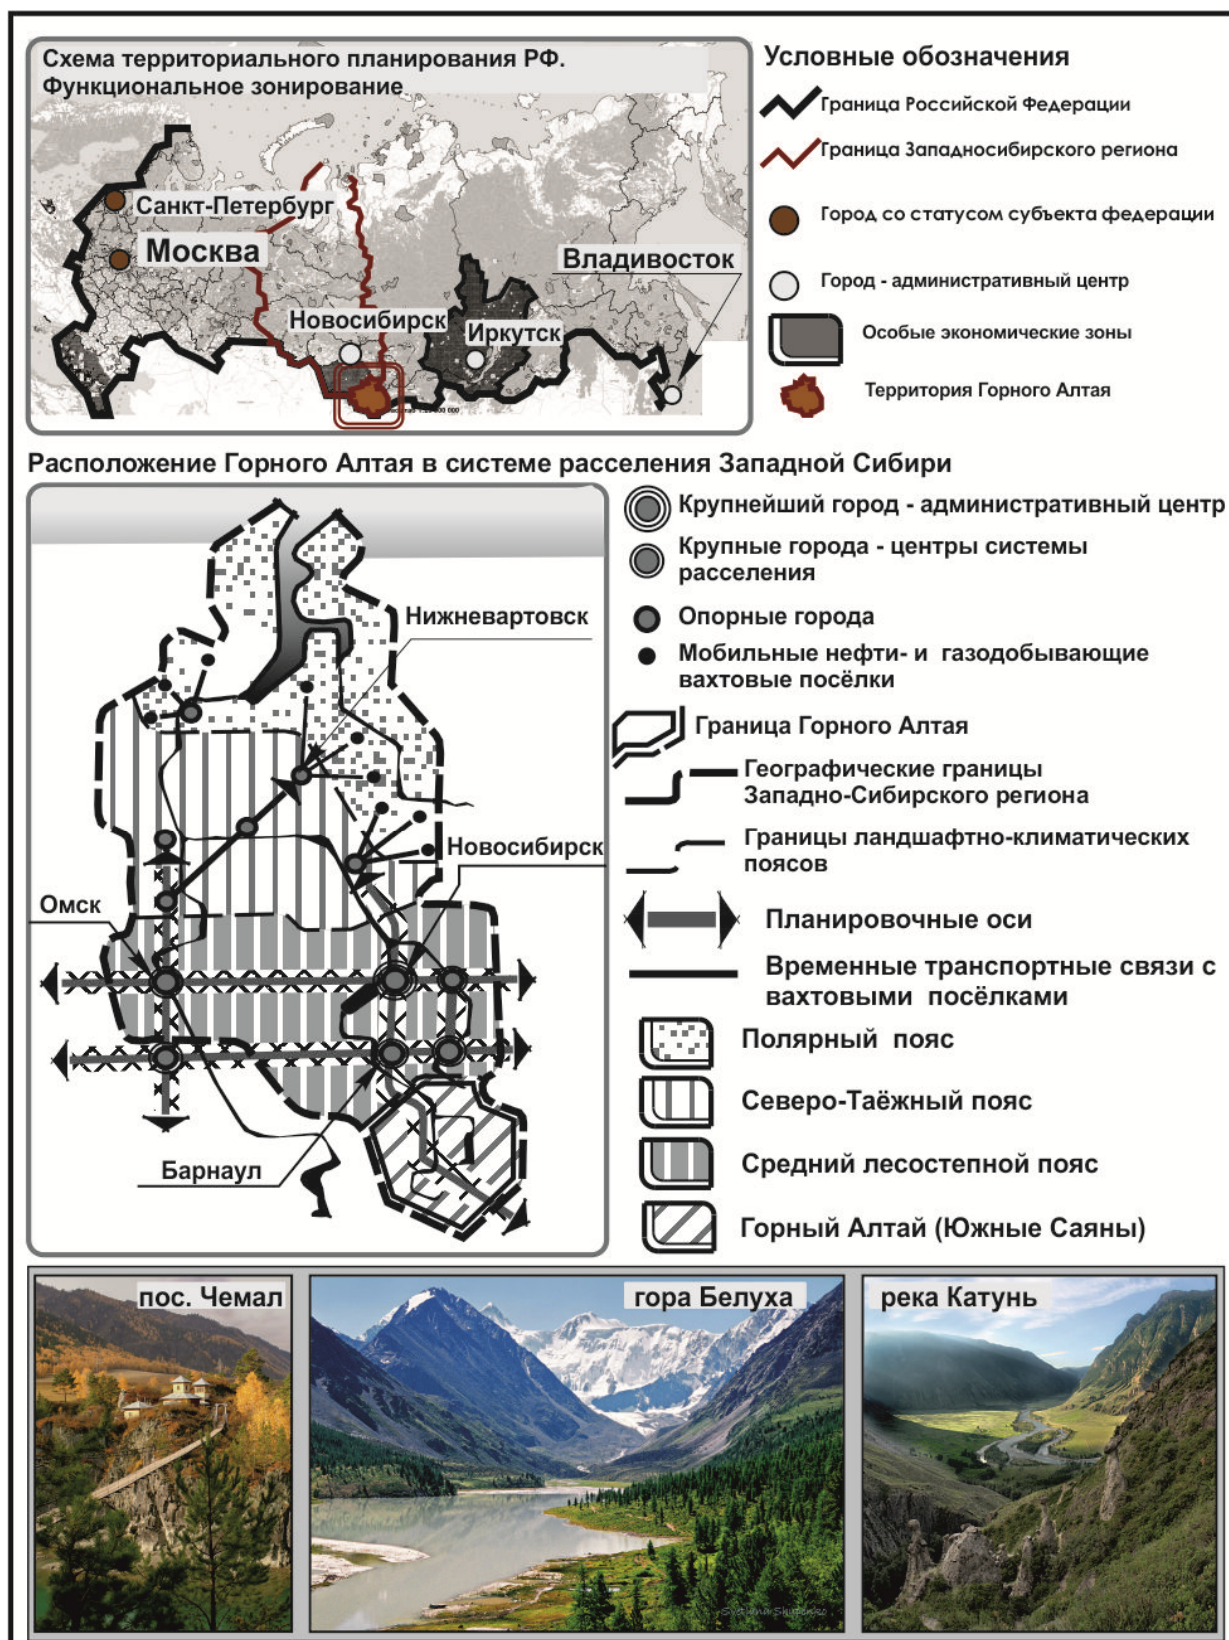 Схема территориального планирования РФ.
Функциональное зонирование
Санкт-Петербург
Москва
Владивосток
Новосибирск
Иркутск
Условные обозначения
Граница Российской Федерации
Граница Западносибирского региона
Город со статусом субъекта федерации
Город - административный центр
Особые экономические зоны
Территория Горного Алтая
Расположение Горного Алтая в системе расселения Западной Сибири
Нижневартовск
Новосибирск
Омск
Барнаул
Крупнейший город - административный центр
Крупные города - центры системы
расселения
Опорные города
Мобильные нефти- и газодобывающие
вахтовые посёлки
Граница Горного Алтая
Географические границы
Западно-Сибирского региона
Границы ландшафтно-климатических
поясов
Планировочные оси
Временные транспортные связи с
вахтовыми посёлками
Полярный пояс
Северо-Таёжный пояс
Средний лесостепной пояс
Горный Алтай (Южные Саяны)
пос. Чемал
гора Белуха
река Катунь